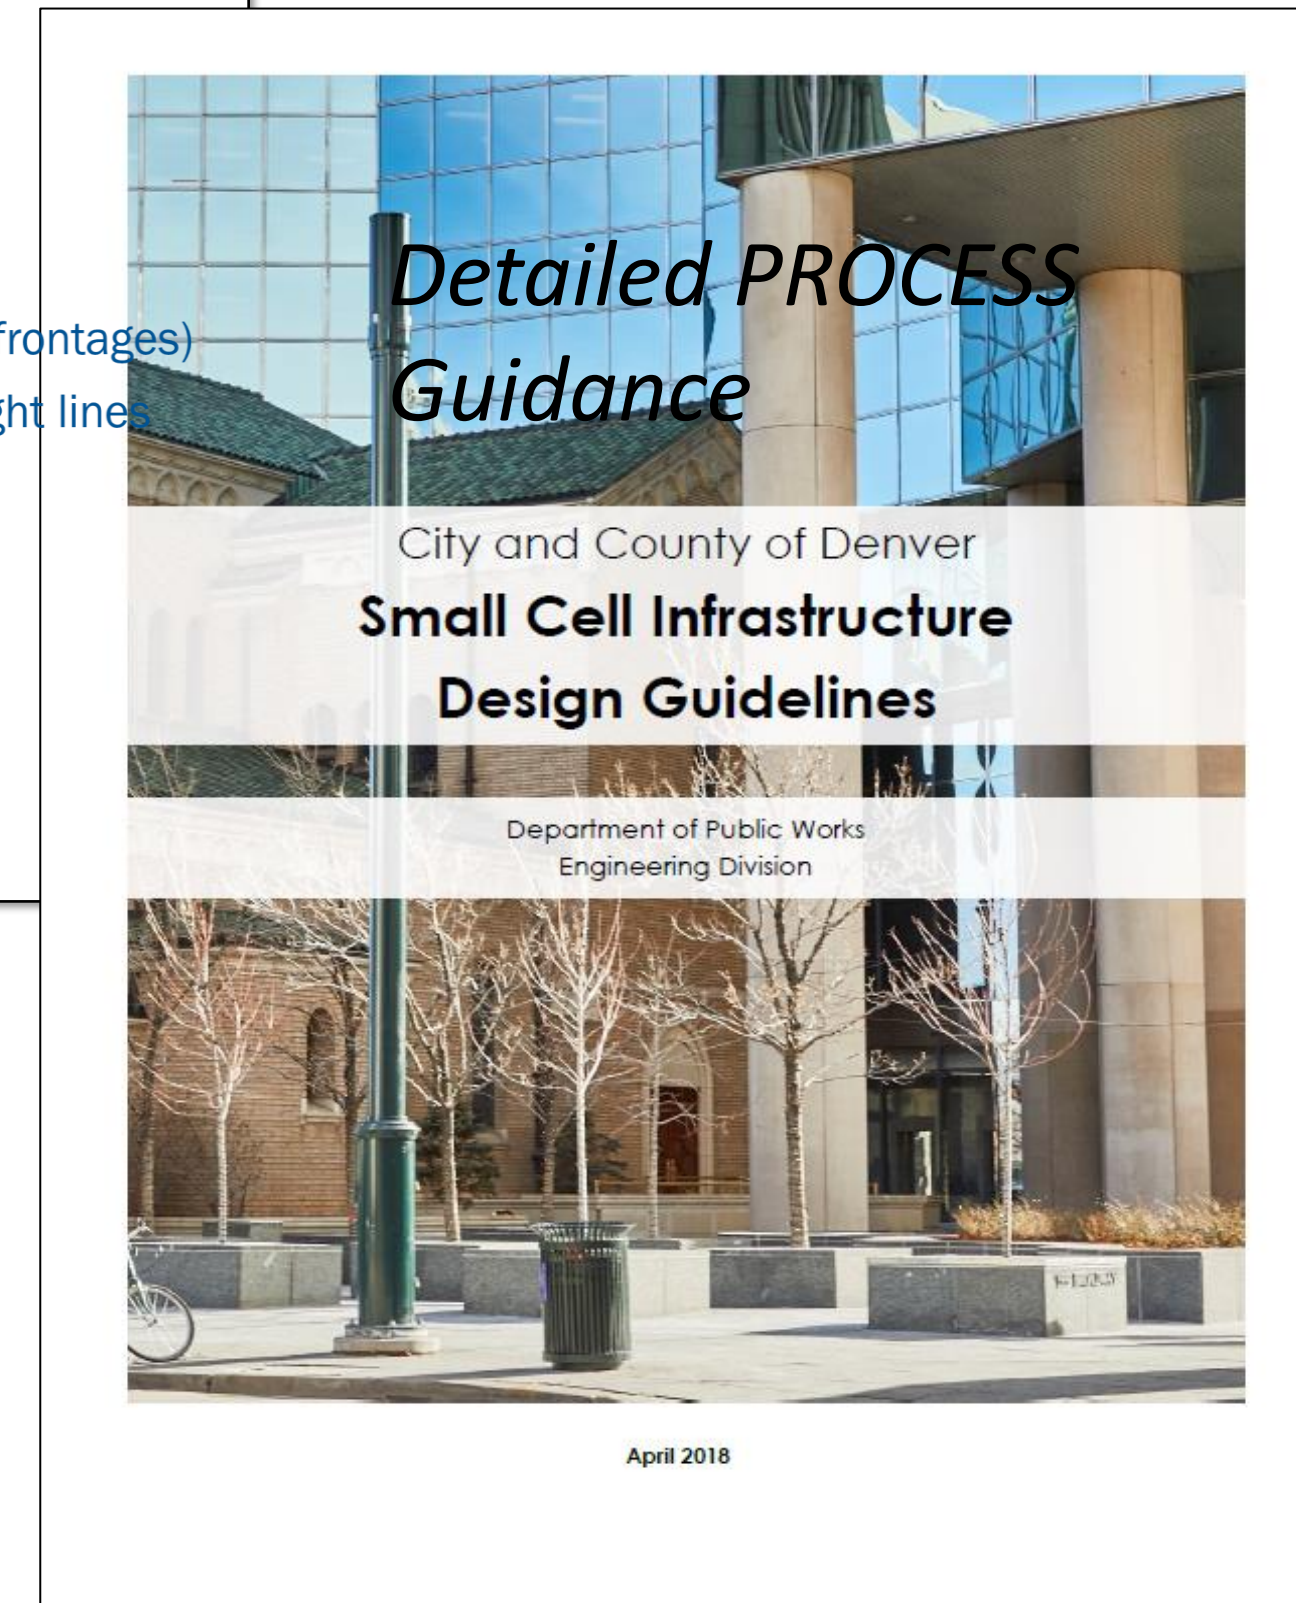 Detailed PROCESS
Guidance
frontages)
ght lines
City and County of Denver
Small Cell Infrastructure
Design Guidelines
Department of Public Works
Engineering Division
April 2018